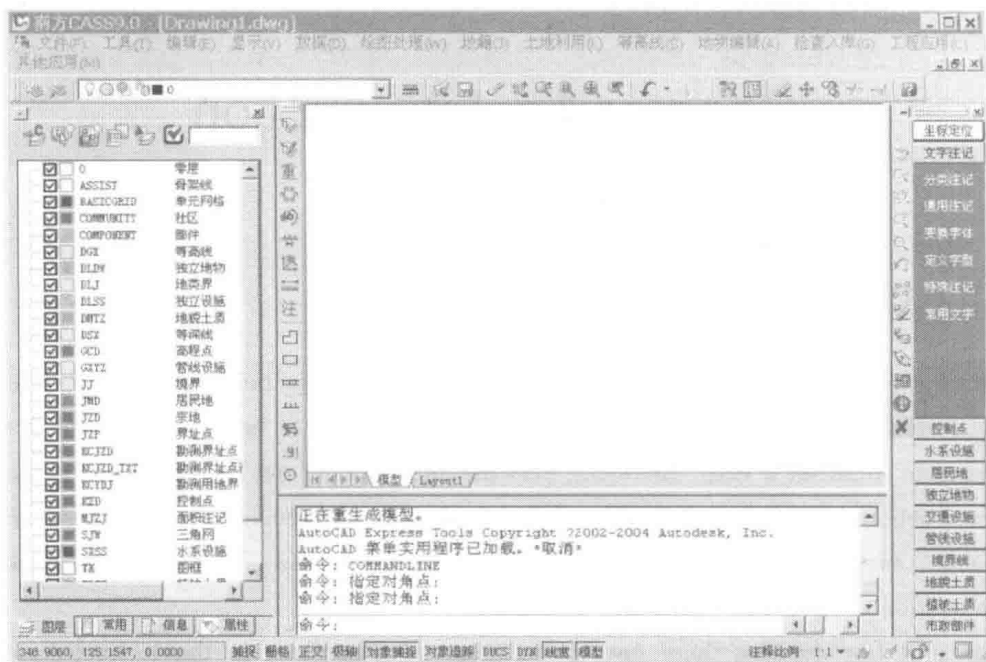 南方CASS9.0 - [Drawing1.dwg]
文件(F) 工具(T) 编辑(E) 显示(V) 数据(D) 绘图处理(W) 地籍(J) 土地利用(L) 等高线(S) 地物编辑(A) 检查入库(G) 工程应用(C)
其他应用(M)
0
坐标定位
文字注记
分类注记
通用注记
变换字体
定义字型
特殊注记
常用文字
控制点
水系设施
居民地
独立地物
交通设施
管线设施
境界线
地貌土质
植被土质
市政部件
0 零层
ASSIST 骨架线
BASICGRID 单元网格
COMMUNITY 社区
COMPONENT 部件
DGX 等高线
DLDW 独立地物
DLJ 地类界
DLSS 独立设施
DMTZ 地貌土质
DSX 等深线
GCD 高程点
GXYZ 管线设施
JJ 境界
JMD 居民地
JZD 宗地
JZP 界址点
KCJZD 勘测界址点
KCJZD_TXT 勘测界址点
KCYDJ 勘测用地界
KZD 控制点
MJZJ 面积注记
SJW 三角网
SXSS 水系设施
TK 图框
重
注
模型 Layout1
正在重生成模型。
AutoCAD Express Tools Copyright ?2002-2004 Autodesk, Inc.
AutoCAD 菜单实用程序已加载。*取消*
命令: COMMANDLINE
命令: 指定对角点:
命令: 指定对角点:
命令:
图层 常用 信息 属性
346.9060, 125.1547, 0.0000 捕捉 栅格 正交 极轴 对象捕捉 对象追踪 DUCS DYN 线宽 模型 注释比例: 1:1